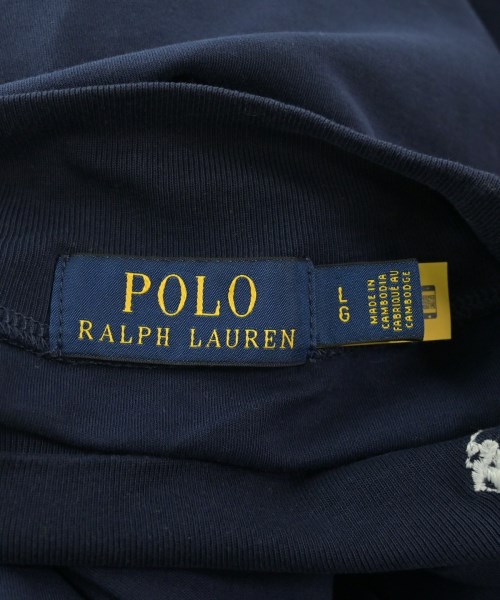 POLO
RALPH LAUREN
L
G
MADE IN
CAMBODIA
FABRIQUÉ AU
CAMBODGE